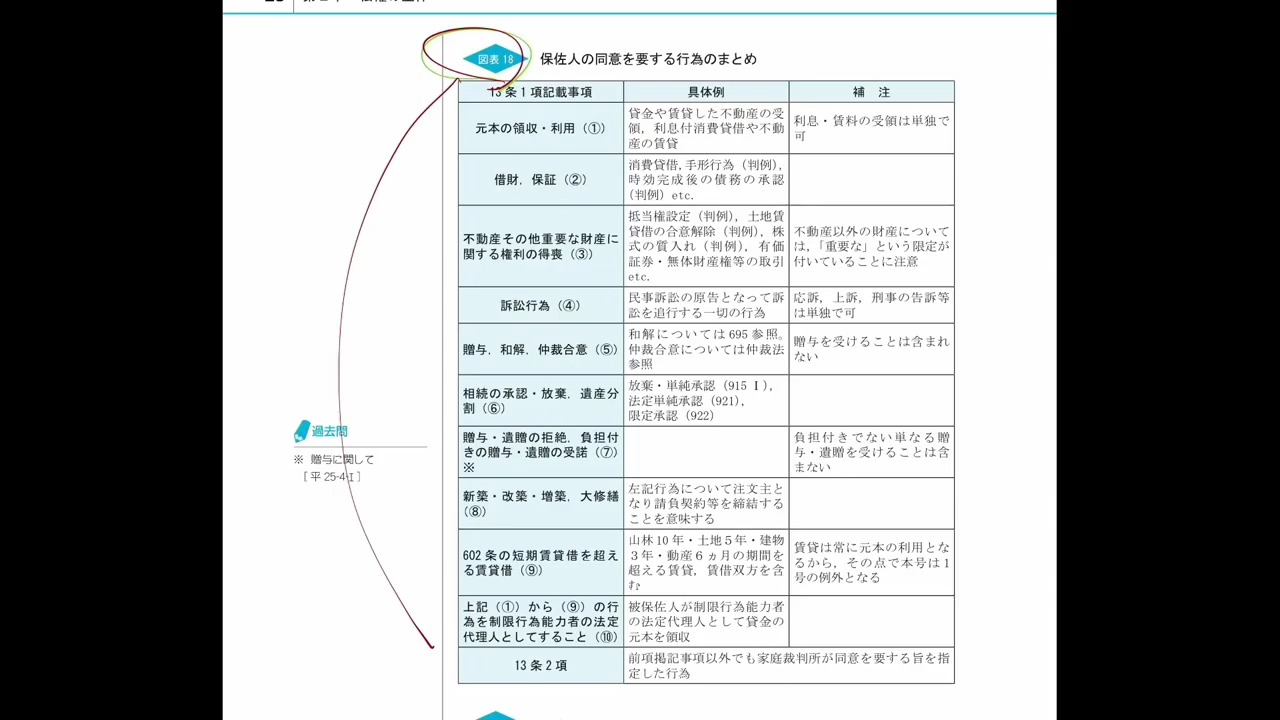 図表 18
保佐人の同意を要する行為のまとめ
13 条 1 項記載事項
具体例
補 注
元本の領収・利用（①）
貸金や賃貸した不動産の受
領，利息付消費貸借や不動
産の賃貸
利息・賃料の受領は単独で
可
借財，保証（②）
消費貸借, 手形行為（判例），
時効完成後の債務の承認
（判例）etc.
不動産その他重要な財産に
関する権利の得喪（③）
抵当権設定（判例），土地賃
貸借の合意解除（判例），株
式の質入れ（判例），有価
証券・無体財産権等の取引
etc.
不動産以外の財産について
は，「重要な」という限定が
付いていることに注意
訴訟行為（④）
民事訴訟の原告となって訴
訟を追行する一切の行為
応訴，上訴，刑事の告訴等
は単独で可
贈与，和解，仲裁合意（⑤）
和解については 695 参照。
仲裁合意については仲裁法
参照
贈与を受けることは含まれ
ない
相続の承認・放棄，遺産分
割（⑥）
放棄・単純承認（915 Ⅰ），
法定単純承認（921），
限定承認（922）
過去問
※ 贈与に関して
［平 25-4-Ⅰ］
贈与・遺贈の拒絶，負担付
きの贈与・遺贈の受諾（⑦）
※
負担付きでない単なる贈
与・遺贈を受けることは含
まない
新築・改築・増築，大修繕
（⑧）
左記行為について注文主と
なり請負契約等を締結する
ことを意味する
602 条の短期賃貸借を超え
る賃貸借（⑨）
山林 10 年・土地 5 年・建物
3 年・動産 6 ヵ月の期間を
超える賃貸，賃借双方を含
む
賃貸は常に元本の利用とな
るから，その点で本号は 1
号の例外となる
上記（①）から（⑨）の行
為を制限行為能力者の法定
代理人としてすること（⑩）
被保佐人が制限行為能力者
の法定代理人として貸金の
元本を領収
13 条 2 項
前項掲記事項以外でも家庭裁判所が同意を要する旨を指
定した行為